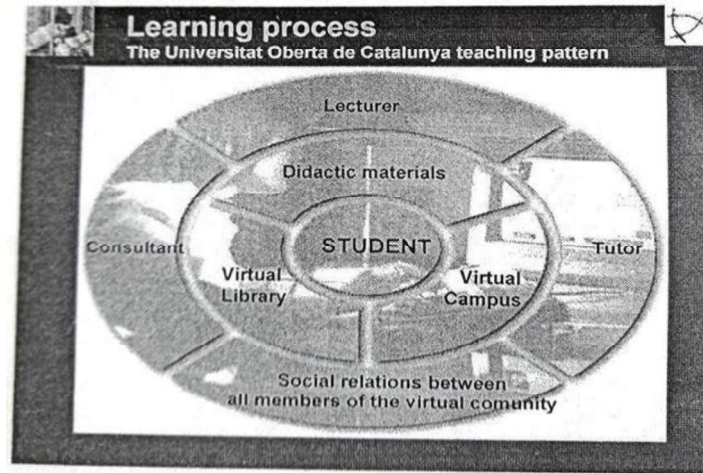 Learning process
The Universitat Oberta de Catalunya teaching pattern
Lecturer
Didactic materials
Consultant
STUDENT
Tutor
Virtual
Library
Virtual
Campus
Social relations between
all members of the virtual comunity